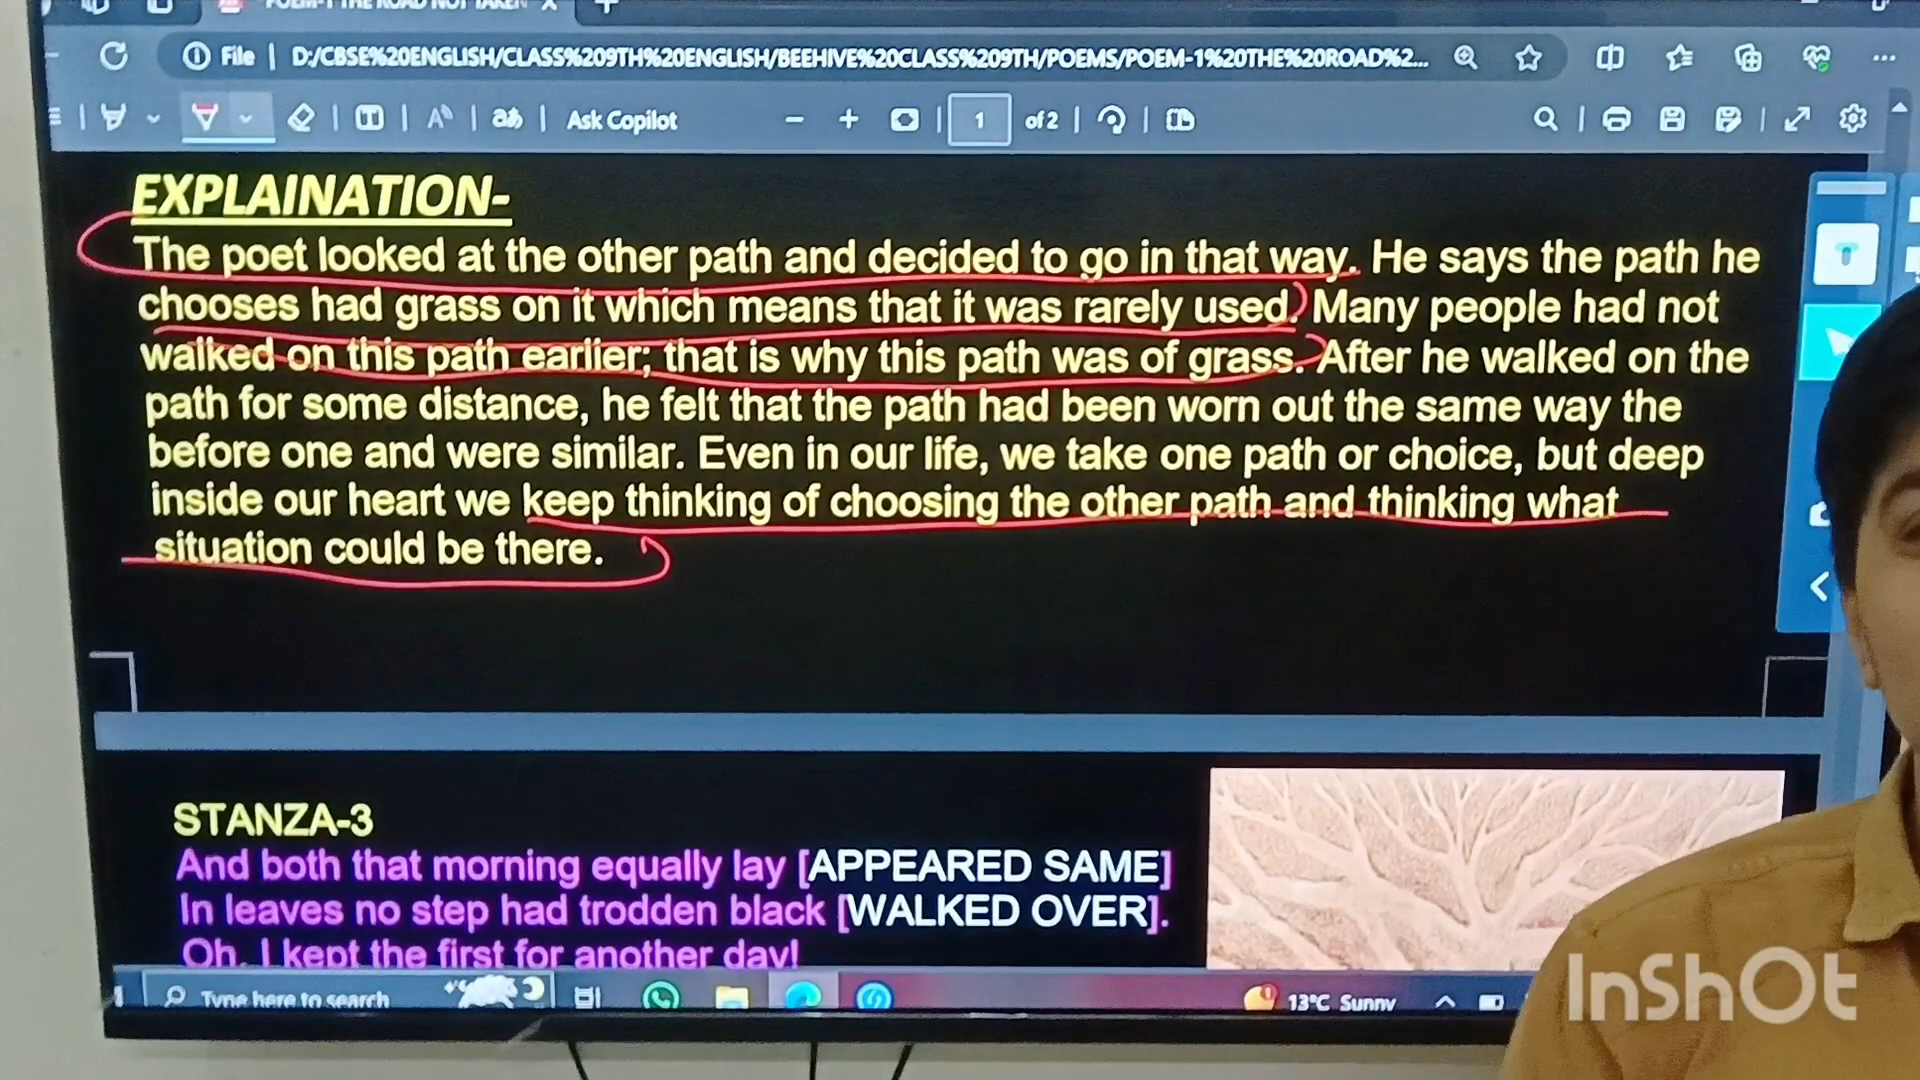 POEM-1 THE ROAD NOT TAKEN
File D:/CBSE%20ENGLISH/CLASS%209TH%20ENGLISH/BEEHIVE%20CLASS%209TH/POEMS/POEM-1%20THE%20ROAD%2...
Ask Copilot 1 of 2
EXPLAINATION-
The poet looked at the other path and decided to go in that way. He says the path he
chooses had grass on it which means that it was rarely used. Many people had not
walked on this path earlier; that is why this path was of grass. After he walked on the
path for some distance, he felt that the path had been worn out the same way the
before one and were similar. Even in our life, we take one path or choice, but deep
inside our heart we keep thinking of choosing the other path and thinking what
situation could be there.
STANZA-3
And both that morning equally lay [APPEARED SAME]
In leaves no step had trodden black [WALKED OVER].
Oh, I kept the first for another day!
Type here to search
13°C Sunny
InShOt